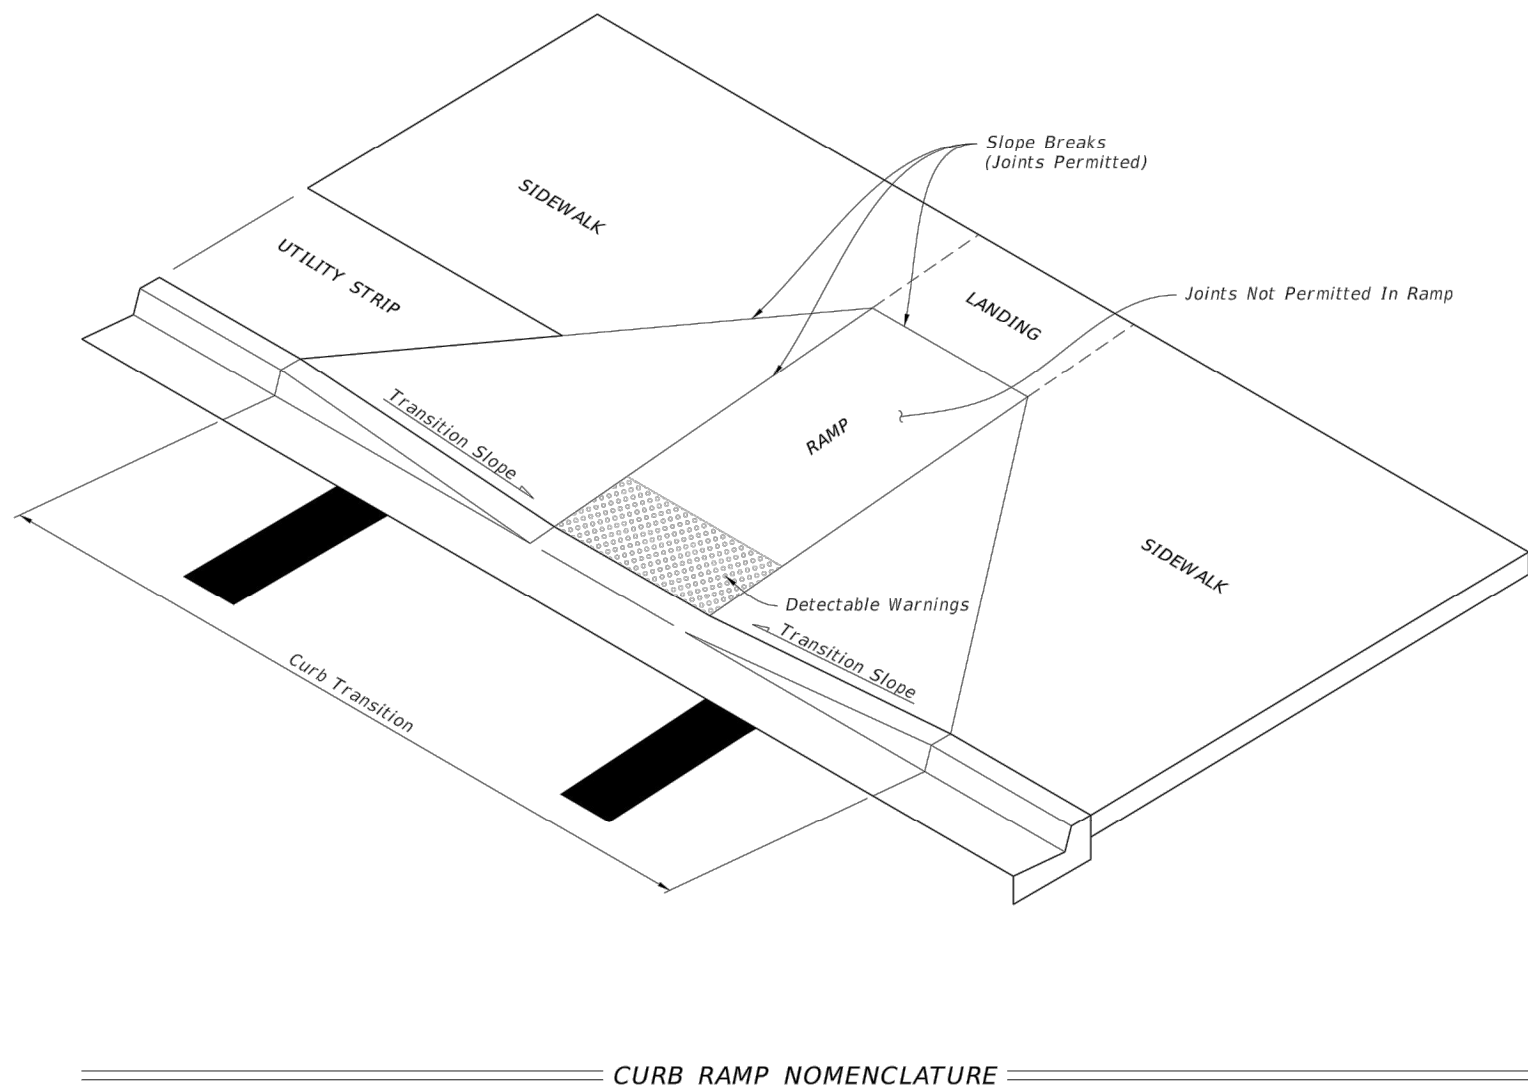 Slope Breaks
(Joints Permitted)
SIDEWALK
UTILITY STRIP
LANDING
Joints Not Permitted In Ramp
Transition Slope
RAMP
SIDEWALK
Detectable Warnings
Transition Slope
Curb Transition
CURB RAMP NOMENCLATURE